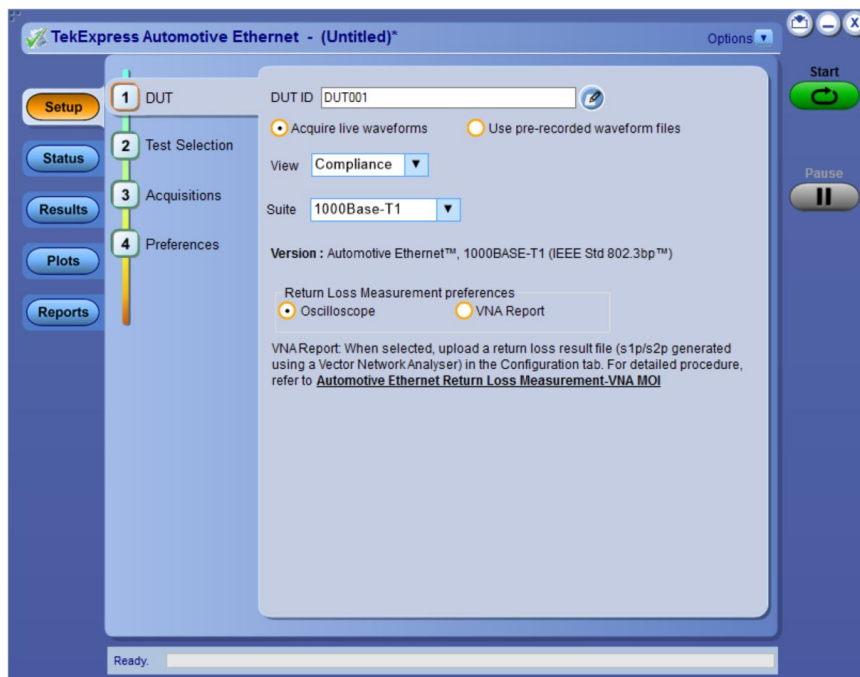 TekExpress Automotive Ethernet - (Untitled)*
Options
Start
Pause
Setup
Status
Results
Plots
Reports
1 DUT
2 Test Selection
3 Acquisitions
4 Preferences
DUT ID DUT001
Acquire live waveforms Use pre-recorded waveform files
View Compliance
Suite 1000Base-T1
Version : Automotive Ethernet™, 1000BASE-T1 (IEEE Std 802.3bp™)
Return Loss Measurement preferences
Oscilloscope VNA Report
VNA Report: When selected, upload a return loss result file (s1p/s2p generated
using a Vector Network Analyser) in the Configuration tab. For detailed procedure,
refer to Automotive Ethernet Return Loss Measurement-VNA MOI
Ready.